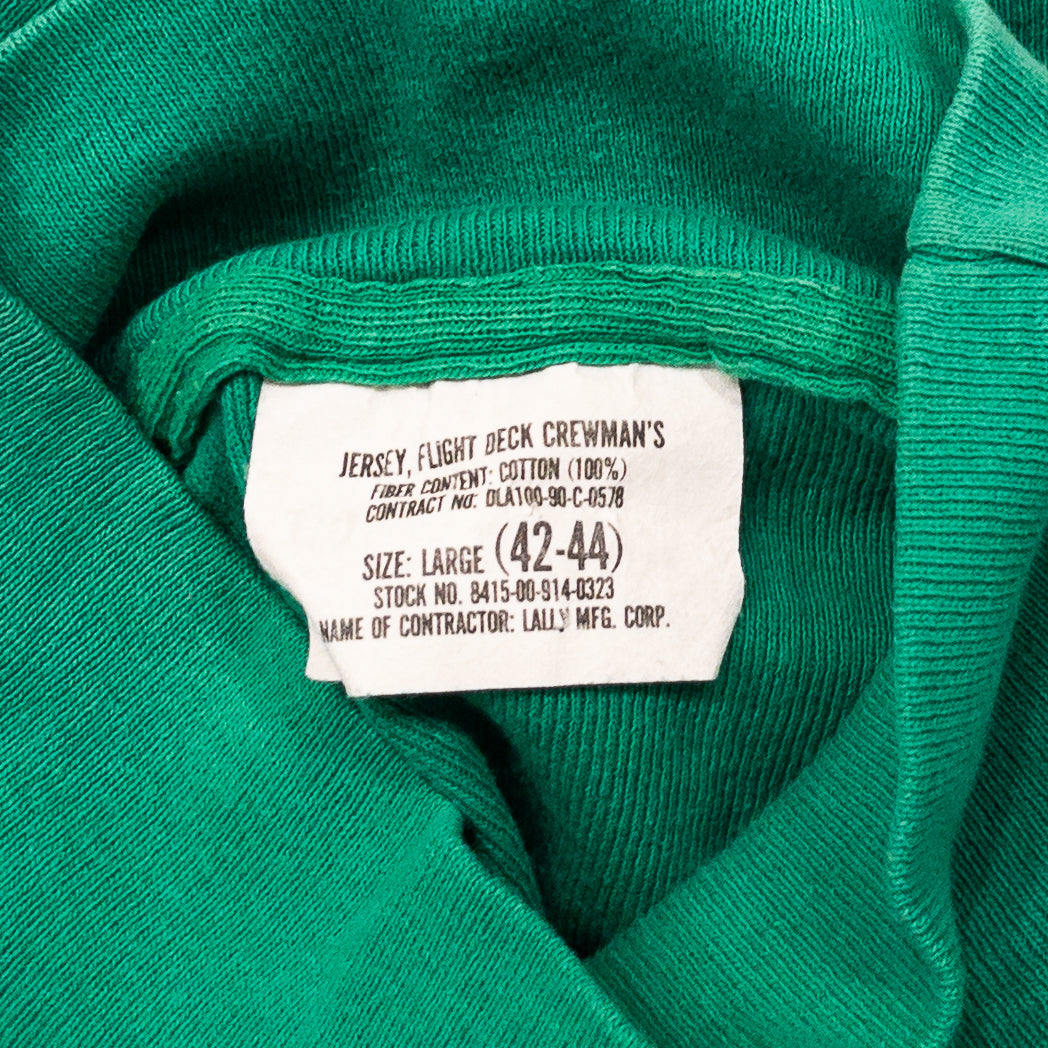 JERSEY, FLIGHT DECK CREWMAN'S
FIBER CONTENT: COTTON (100%)
CONTRACT NO. DLA100-90-C-0578
SIZE: LARGE (42-44)
STOCK NO. 8415-00-914-0323
NAME OF CONTRACTOR: LALLY MFG. CORP.